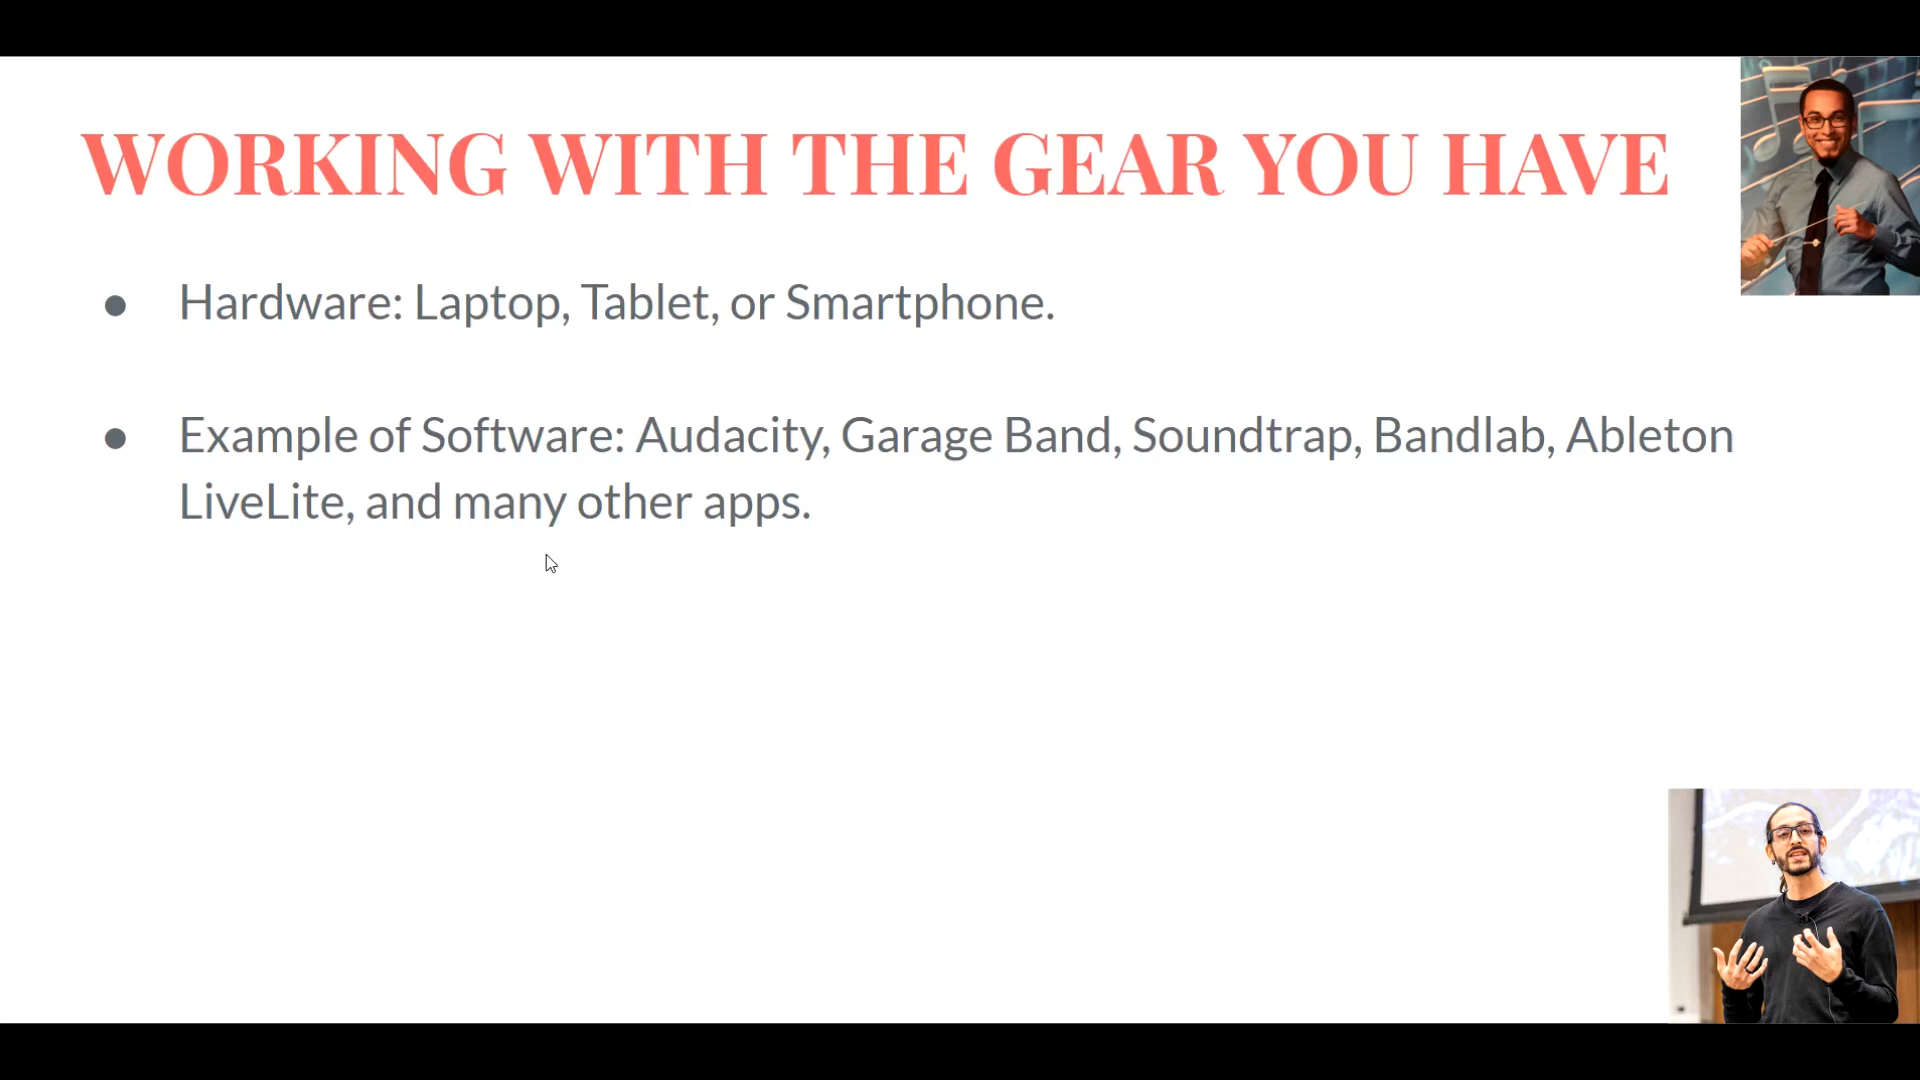 WORKING WITH THE GEAR YOU HAVE
● Hardware: Laptop, Tablet, or Smartphone.
● Example of Software: Audacity, Garage Band, Soundtrap, Bandlab, Ableton
LiveLite, and many other apps.